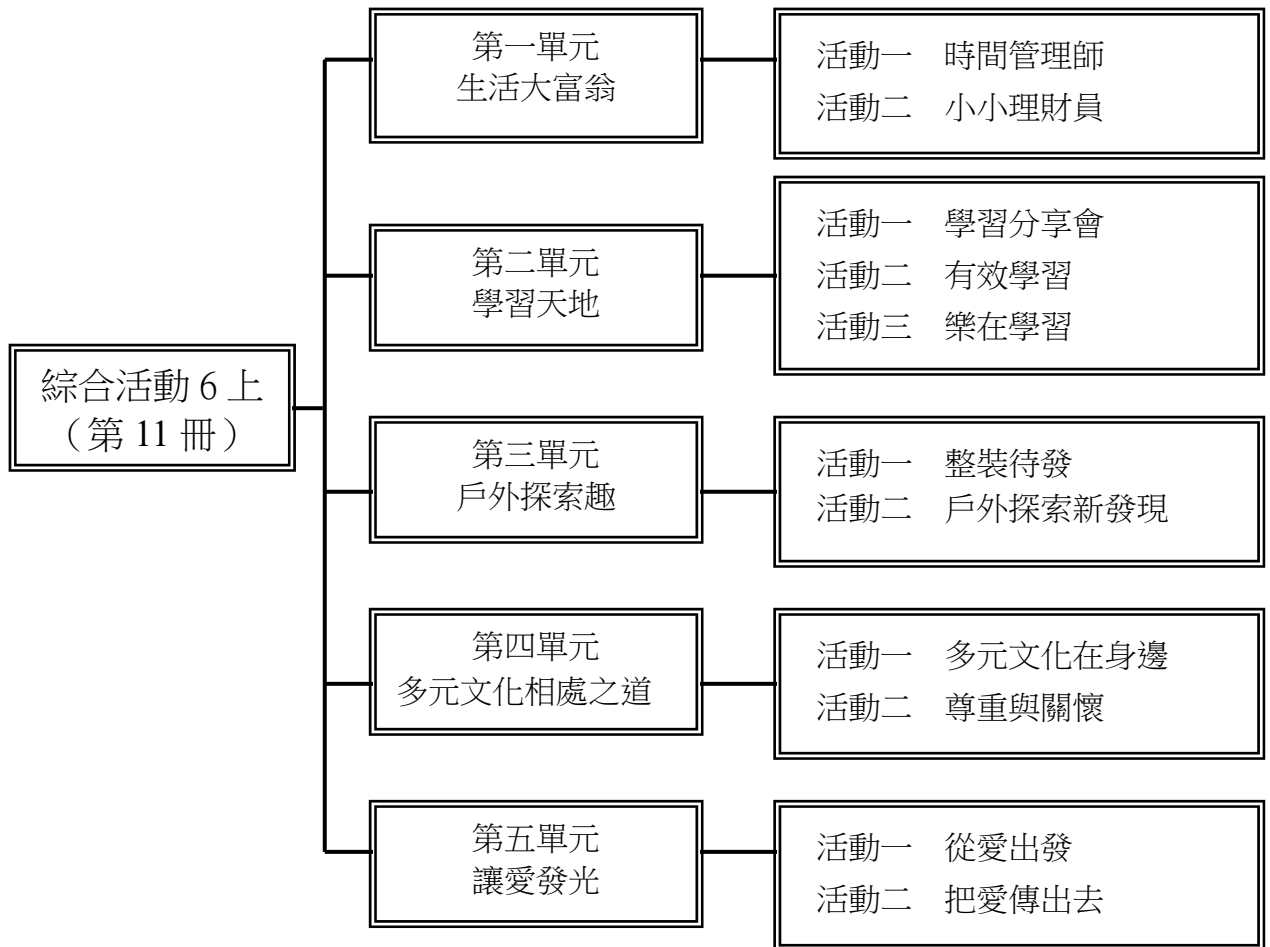 綜合活動 6 上
（第 11 冊）
第一單元
生活大富翁
活動一　時間管理師
活動二　小小理財員
第二單元
學習天地
活動一　學習分享會
活動二　有效學習
活動三　樂在學習
第三單元
戶外探索趣
活動一　整裝待發
活動二　戶外探索新發現
第四單元
多元文化相處之道
活動一　多元文化在身邊
活動二　尊重與關懷
第五單元
讓愛發光
活動一　從愛出發
活動二　把愛傳出去